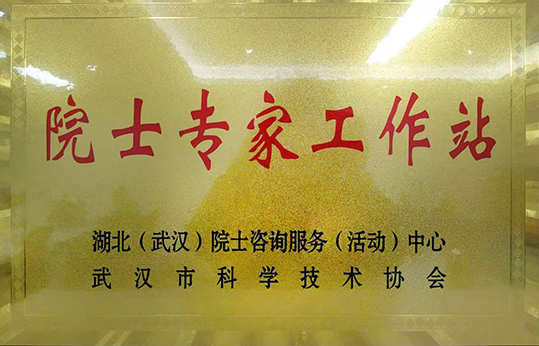 院士专家工作站
湖北（武汉）院士咨询服务（活动）中心
武汉市科学技术协会